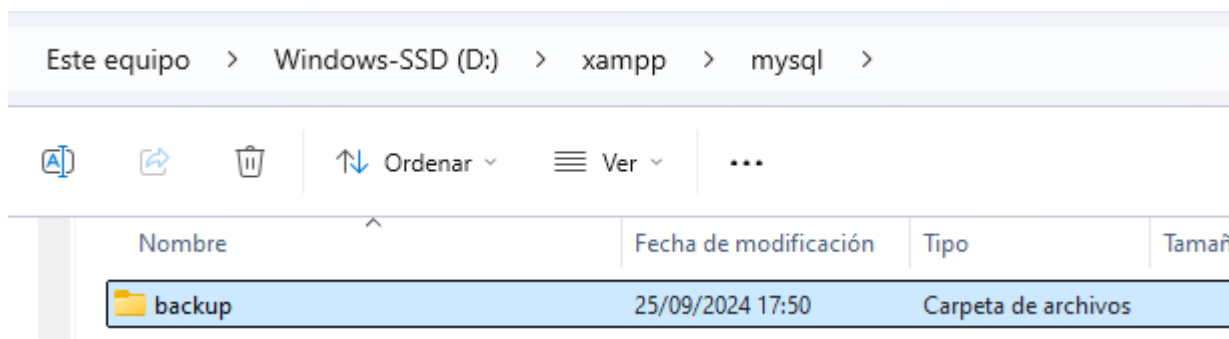 Este equipo > Windows-SSD (D:) > xampp > mysql >
A Ordenar Ver ...
Nombre Fecha de modificación Tipo Tamañ
backup 25/09/2024 17:50 Carpeta de archivos